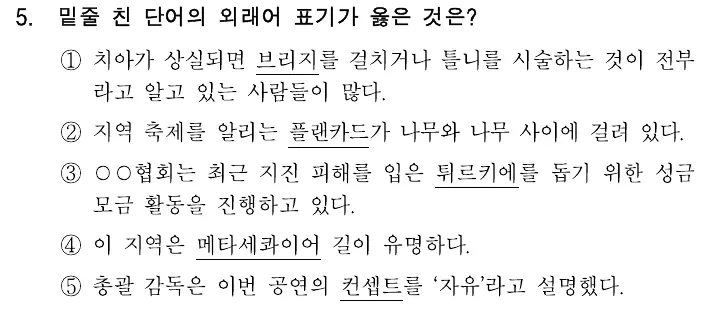 5. 밑줄 친 단어의 외래어 표기가 옳은 것은?
① 치아가 상실되면 브리지를 걸치거나 틀니를 시술하는 것이 전부
라고 알고 있는 사람들이 많다.
② 지역 축제를 알리는 플랜카드가 나무와 나무 사이에 걸려 있다.
③ ○○협회는 최근 지진 피해를 입은 튀르키에를 돕기 위한 성금
모금 활동을 진행하고 있다.
④ 이 지역은 메타세콰이어 길이 유명하다.
⑤ 총괄 감독은 이번 공연의 컨셉트를 ‘자유’라고 설명했다.